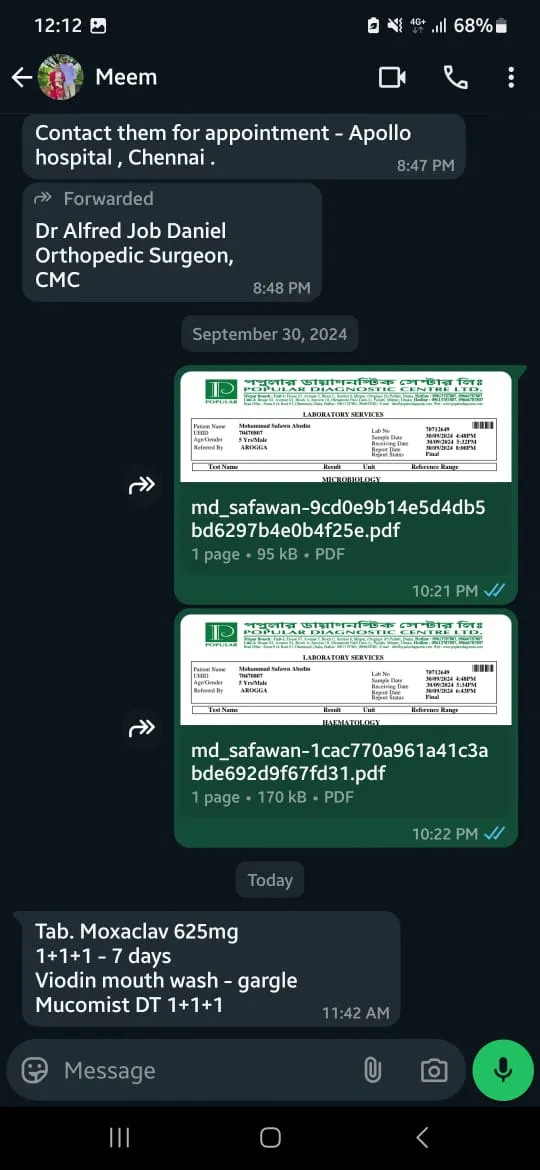 12:12
4G+
68%
Meem
Contact them for appointment - Apollo
hospital , Chennai .
8:47 PM
Forwarded
Dr Alfred Job Daniel
Orthopedic Surgeon,
CMC
8:48 PM
September 30, 2024
পপুলার ডায়াগনস্টিক সেন্টার লিঃ
POPULAR DIAGNOSTIC CENTRE LTD.
POPULAR
LABORATORY SERVICES
Patient Name Mohammad Safawn Abedin
UHID 70470807
Age/Gender 5 Yrs/Male
Referred By AROGGA
Lab No 70712649
Sample Date 30/09/2024 4:48PM
Receiving Date 30/09/2024 5:32PM
Report Date 30/09/2024 8:00PM
Report Status Final
Test Name Result Unit Reference Range
MICROBIOLOGY
md_safawan-9cd0e9b14e5d4db5
bd6297b4e0b4f25e.pdf
1 page • 95 kB • PDF
10:21 PM
পপুলার ডায়াগনস্টিক সেন্টার লিঃ
POPULAR DIAGNOSTIC CENTRE LTD.
POPULAR
LABORATORY SERVICES
Patient Name Mohammad Safawn Abedin
UHID 70470807
Age/Gender 5 Yrs/Male
Referred By AROGGA
Lab No 70712649
Sample Date 30/09/2024 4:48PM
Receiving Date 30/09/2024 5:34PM
Report Date 30/09/2024 6:43PM
Report Status Final
Test Name Result Unit Reference Range
HAEMATOLOGY
md_safawan-1cac770a961a41c3a
bde692d9f67fd31.pdf
1 page • 170 kB • PDF
10:22 PM
Today
Tab. Moxaclav 625mg
1+1+1 - 7 days
Viodin mouth wash - gargle
Mucomist DT 1+1+1
11:42 AM
Message